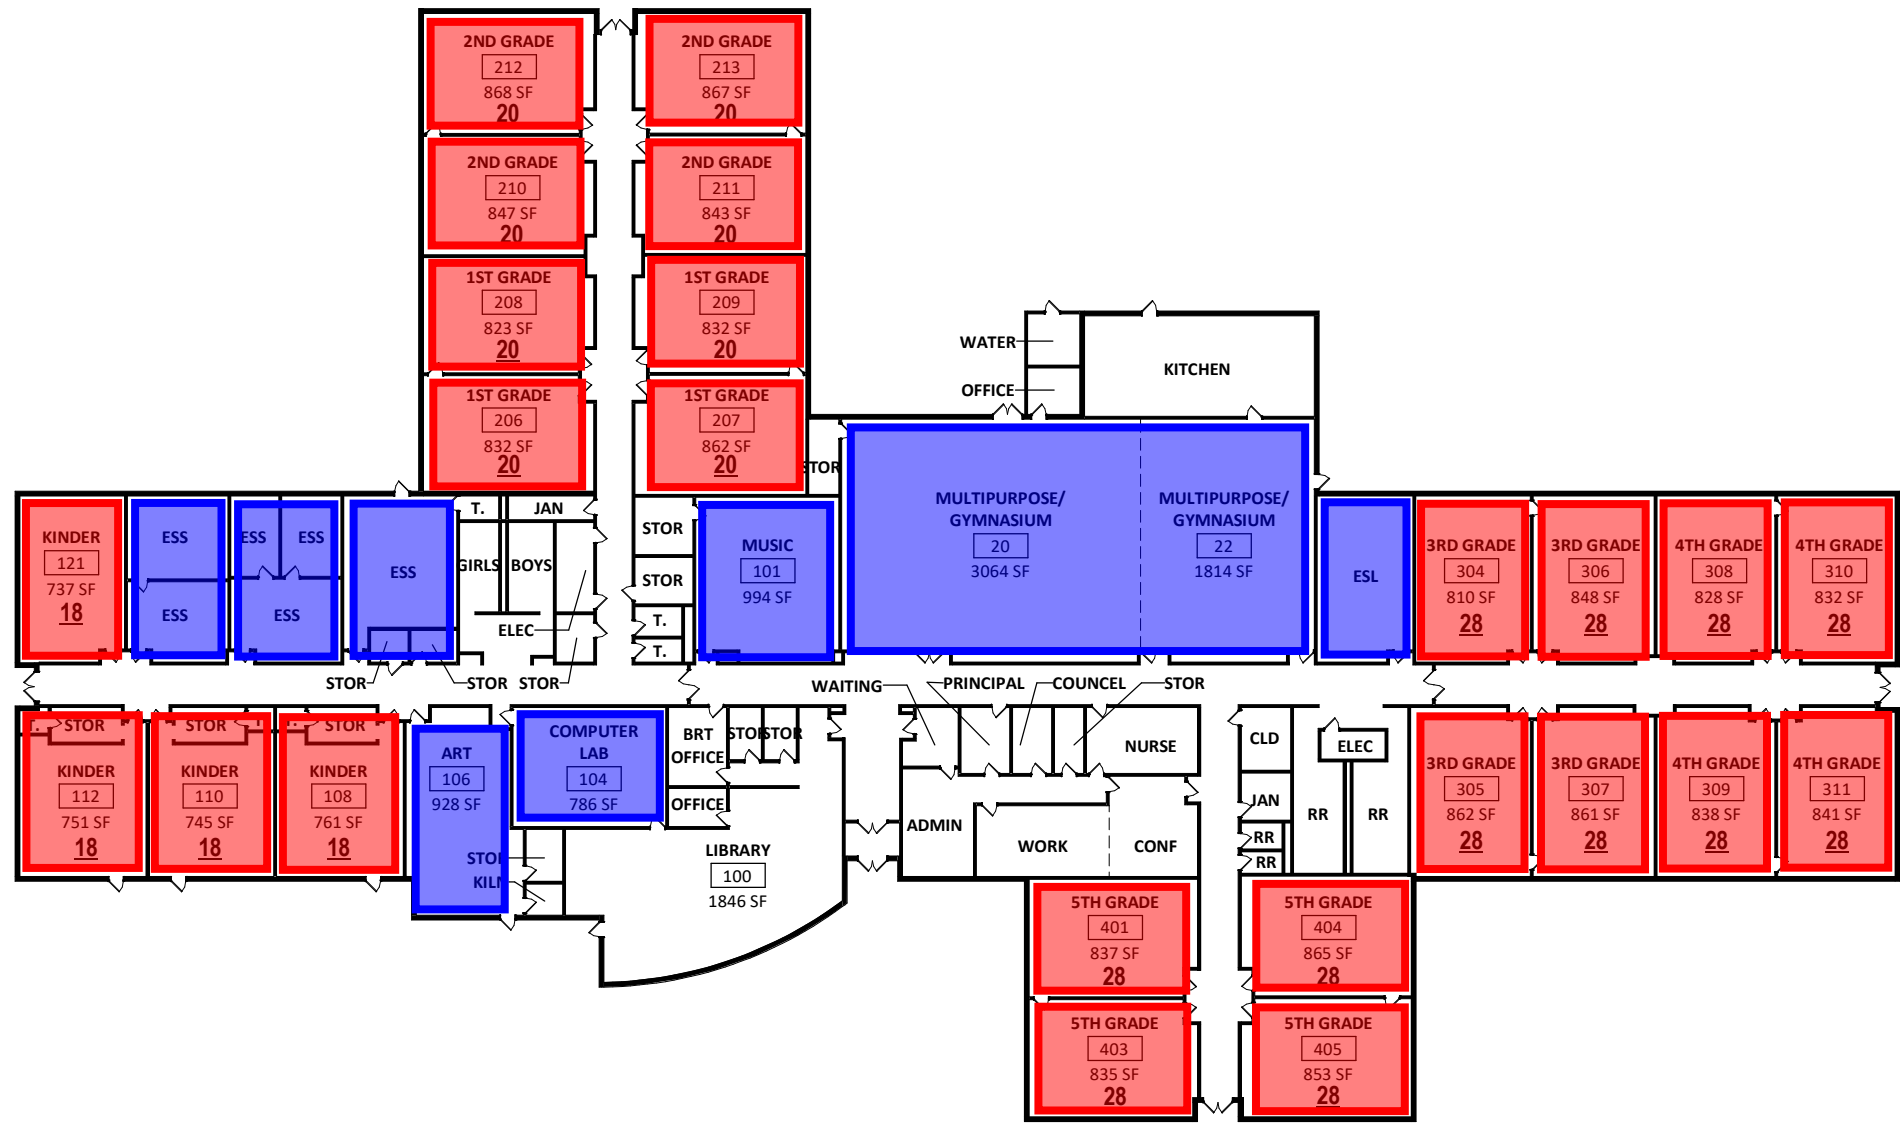 2ND GRADE
212
868 SF
20
2ND GRADE
213
867 SF
20
2ND GRADE
210
847 SF
20
2ND GRADE
211
843 SF
20
1ST GRADE
208
823 SF
20
1ST GRADE
209
832 SF
20
1ST GRADE
206
832 SF
20
1ST GRADE
207
862 SF
20
WATER
OFFICE
KITCHEN
STOR
KINDER
121
737 SF
18
ESS
ESS
ESS
ESS
ESS
ESS
STOR
STOR
STOR
T.
JAN
GIRLS
BOYS
ELEC
STOR
STOR
T.
T.
MUSIC
101
994 SF
MULTIPURPOSE/
GYMNASIUM
20
3064 SF
MULTIPURPOSE/
GYMNASIUM
22
1814 SF
ESL
3RD GRADE
304
810 SF
28
3RD GRADE
306
848 SF
28
4TH GRADE
308
828 SF
28
4TH GRADE
310
832 SF
28
WAITING
PRINCIPAL
COUNCEL
STOR
T.
STOR
KINDER
112
751 SF
18
STOR
KINDER
110
745 SF
18
T.
STOR
KINDER
108
761 SF
18
ART
106
928 SF
COMPUTER
LAB
104
786 SF
BRT
OFFICE
OFFICE
STOR
STOR
STOR
KILN
LIBRARY
100
1846 SF
ADMIN
WORK
CONF
NURSE
CLD
JAN
RR
RR
ELEC
RR
RR
3RD GRADE
305
862 SF
28
3RD GRADE
307
861 SF
28
4TH GRADE
309
838 SF
28
4TH GRADE
311
841 SF
28
5TH GRADE
401
837 SF
28
5TH GRADE
404
865 SF
28
5TH GRADE
403
835 SF
28
5TH GRADE
405
853 SF
28